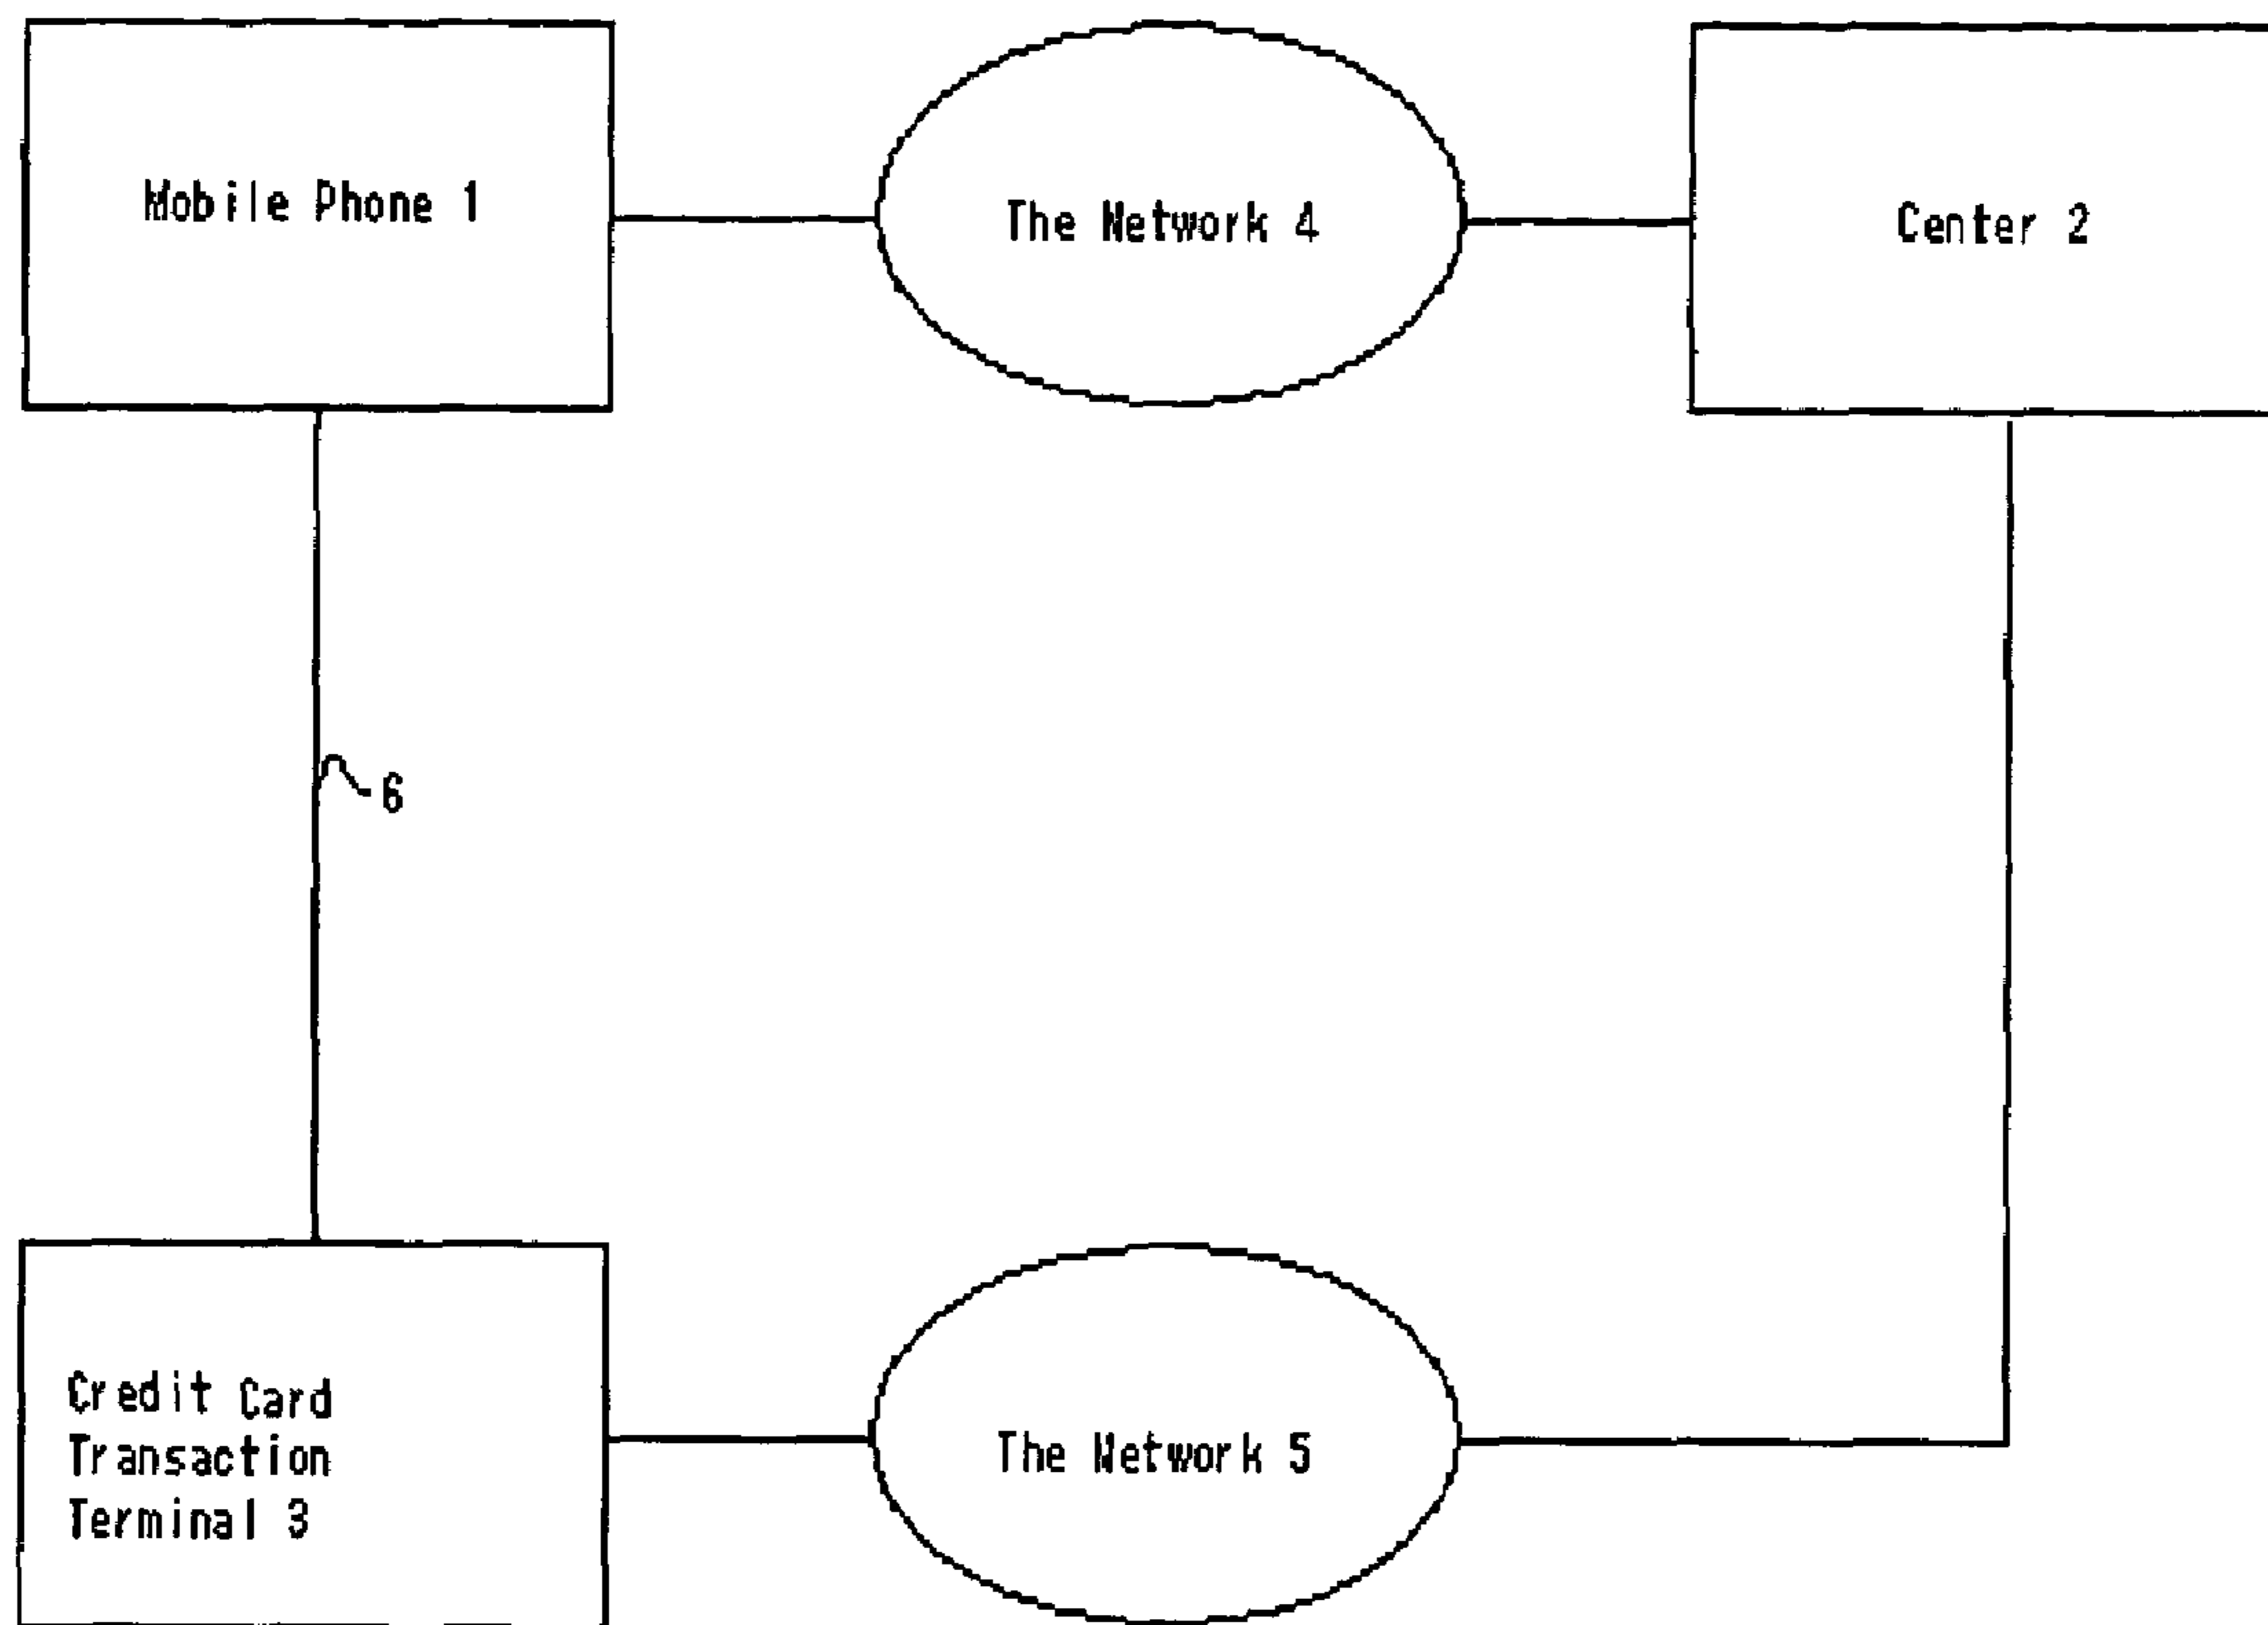 Mobile Phone 1
The Network 4
Center 2
6
Credit Card
Transaction
Terminal 3
The Network 5